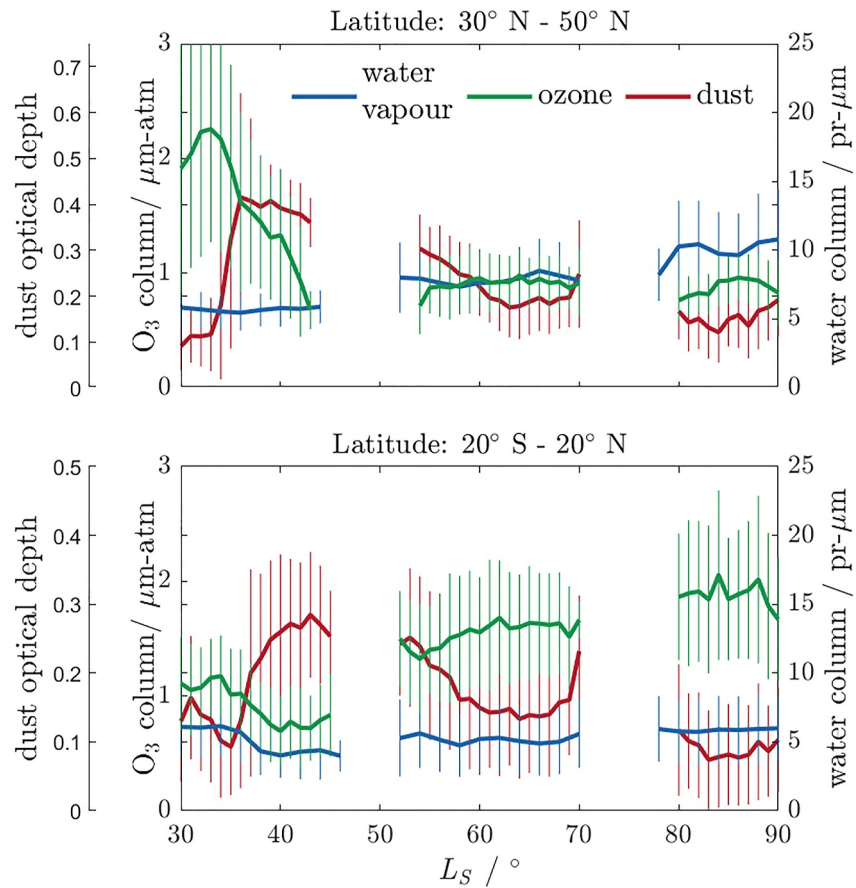 Latitude: 30° N - 50° N
dust optical depth
0.7
0.6
0.5
0.4
0.3
0.2
0.1
0
O₃ column/ μm-atm
3
2
1
0
water vapour
ozone
dust
25
20
15
10
5
0
water column / pr-μm
Latitude: 20° S - 20° N
dust optical depth
0.5
0.4
0.3
0.2
0.1
0
O₃ column/ μm-atm
3
2
1
0
25
20
15
10
5
0
water column / pr-μm
30 40 50 60 70 80 90
L_S / °